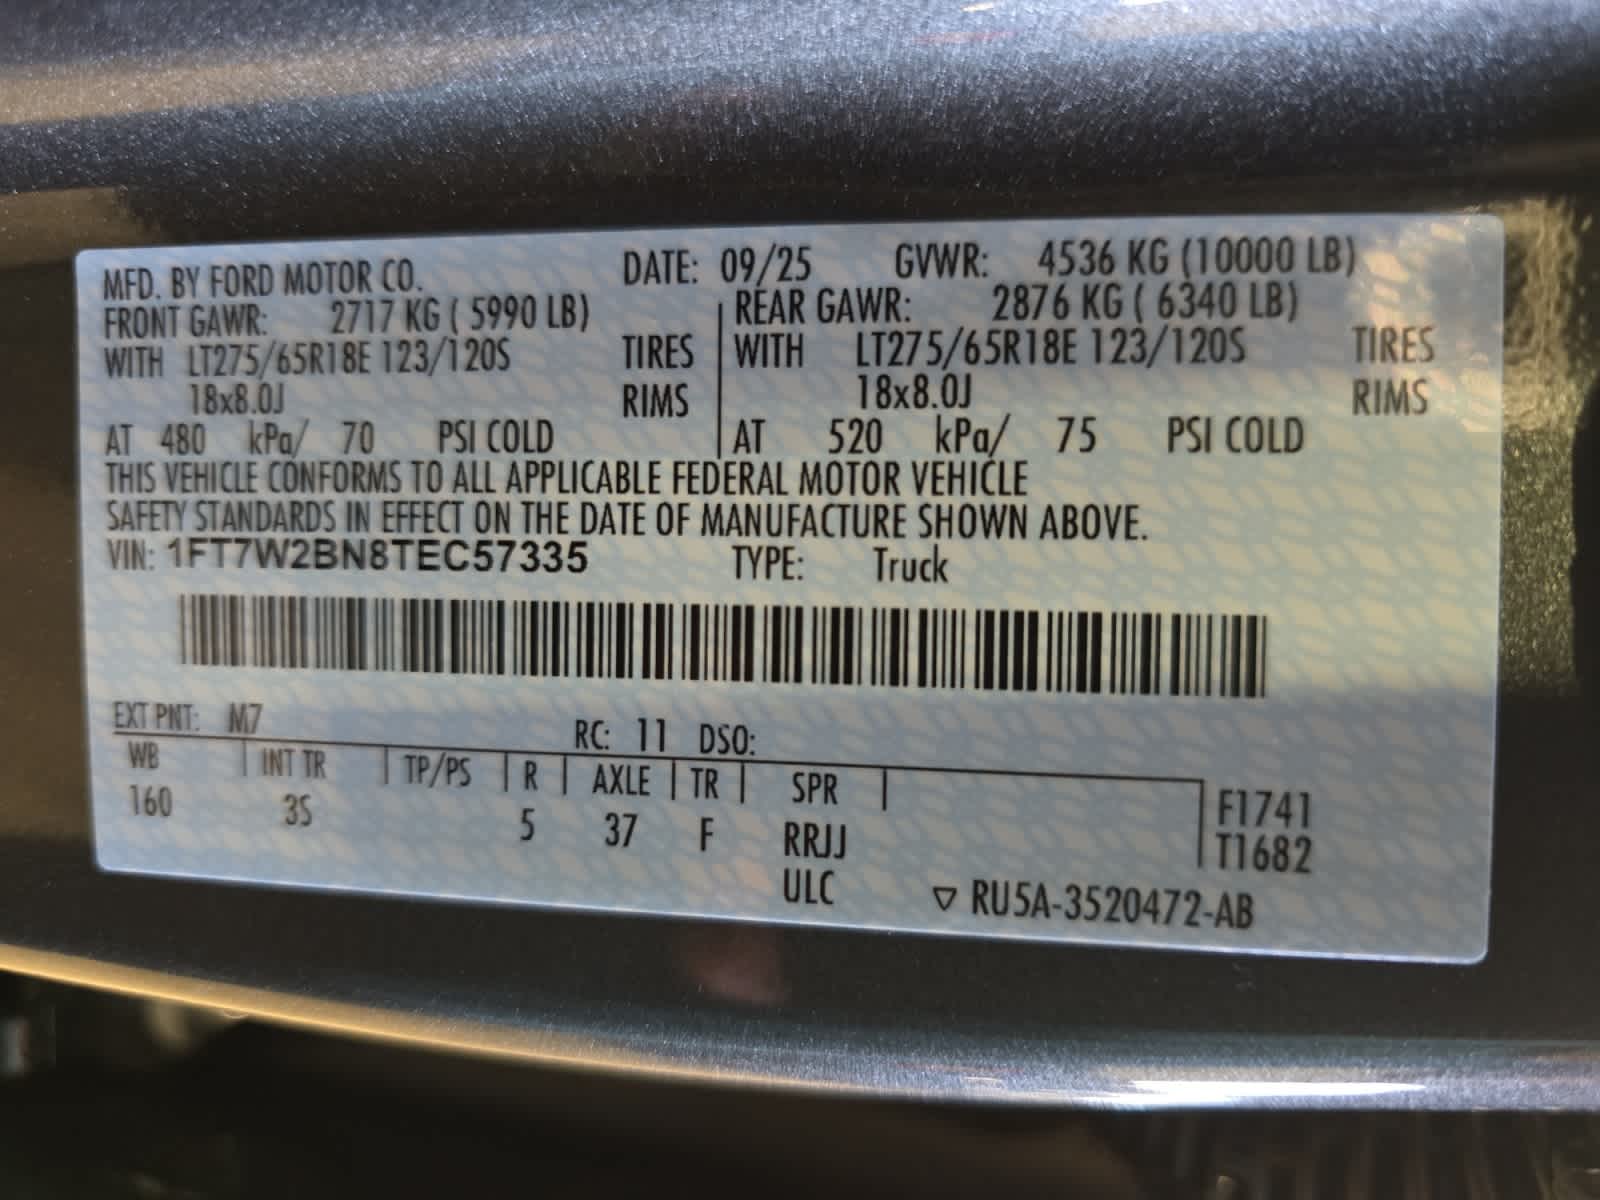 MFD. BY FORD MOTOR CO. DATE: 09/25 GVWR: 4536 KG (10000 LB)
FRONT GAWR: 2717 KG ( 5990 LB) REAR GAWR: 2876 KG ( 6340 LB)
WITH LT275/65R18E 123/120S TIRES WITH LT275/65R18E 123/120S TIRES
18x8.0J RIMS 18x8.0J RIMS
AT 480 kPa/ 70 PSI COLD AT 520 kPa/ 75 PSI COLD
THIS VEHICLE CONFORMS TO ALL APPLICABLE FEDERAL MOTOR VEHICLE
SAFETY STANDARDS IN EFFECT ON THE DATE OF MANUFACTURE SHOWN ABOVE.
VIN: 1FT7W2BN8TEC57335 TYPE: Truck
EXT PNT: M7 RC: 11 DSO:
WB INT TR TP/PS R AXLE TR SPR
160 3S 5 37 F RRJJ
ULC
F1741
T1682
▽ RU5A-3520472-AB